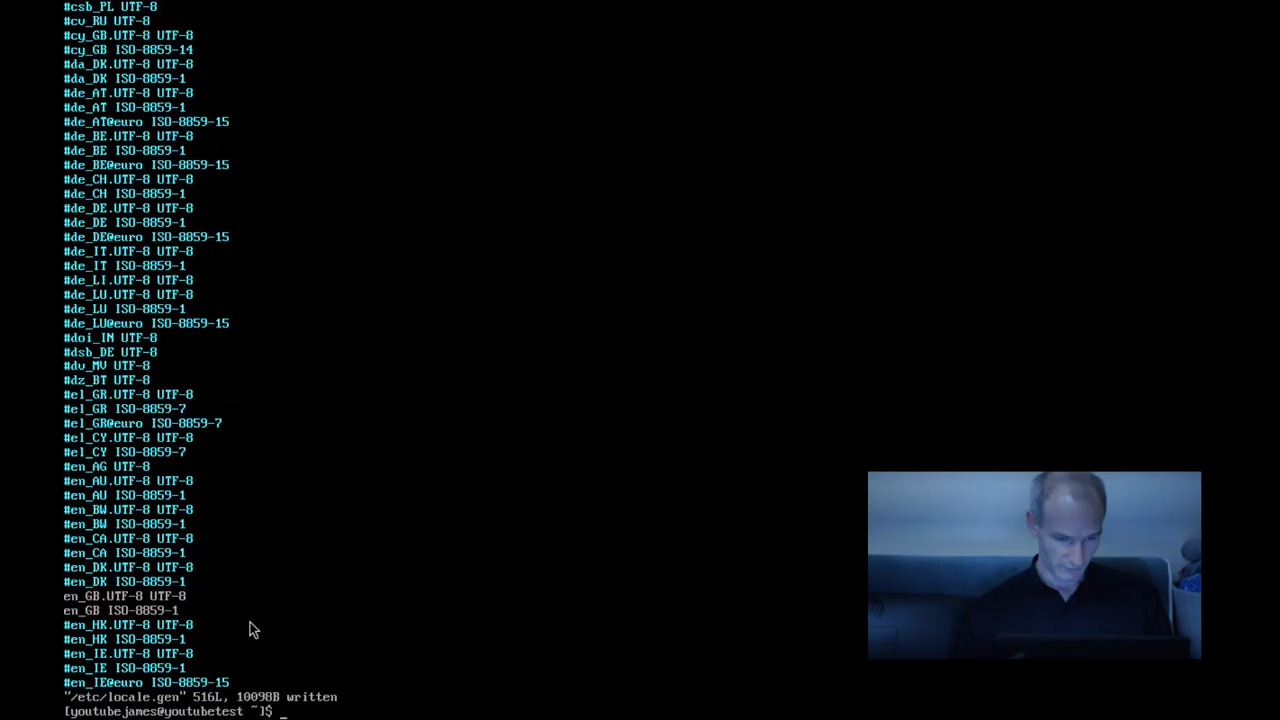 #csb_PL UTF-8
#cv_RU UTF-8
#cy_GB.UTF-8 UTF-8
#cy_GB ISO-8859-14
#da_DK.UTF-8 UTF-8
#da_DK ISO-8859-1
#de_AT.UTF-8 UTF-8
#de_AT ISO-8859-1
#de_AT@euro ISO-8859-15
#de_BE.UTF-8 UTF-8
#de_BE ISO-8859-1
#de_BE@euro ISO-8859-15
#de_CH.UTF-8 UTF-8
#de_CH ISO-8859-1
#de_DE.UTF-8 UTF-8
#de_DE ISO-8859-1
#de_DE@euro ISO-8859-15
#de_IT.UTF-8 UTF-8
#de_IT ISO-8859-1
#de_LI.UTF-8 UTF-8
#de_LU.UTF-8 UTF-8
#de_LU ISO-8859-1
#de_LU@euro ISO-8859-15
#doi_IN UTF-8
#dsb_DE UTF-8
#dv_MV UTF-8
#dz_BT UTF-8
#el_GR.UTF-8 UTF-8
#el_GR ISO-8859-7
#el_GR@euro ISO-8859-7
#el_CY.UTF-8 UTF-8
#el_CY ISO-8859-7
#en_AG UTF-8
#en_AU.UTF-8 UTF-8
#en_AU ISO-8859-1
#en_BW.UTF-8 UTF-8
#en_BW ISO-8859-1
#en_CA.UTF-8 UTF-8
#en_CA ISO-8859-1
#en_DK.UTF-8 UTF-8
#en_DK ISO-8859-1
en_GB.UTF-8 UTF-8
en_GB ISO-8859-1
#en_HK.UTF-8 UTF-8
#en_HK ISO-8859-1
#en_IE.UTF-8 UTF-8
#en_IE ISO-8859-1
#en_IE@euro ISO-8859-15
"/etc/locale.gen" 516L, 10098B written
[youtubejames@youtubetest ~]$ _